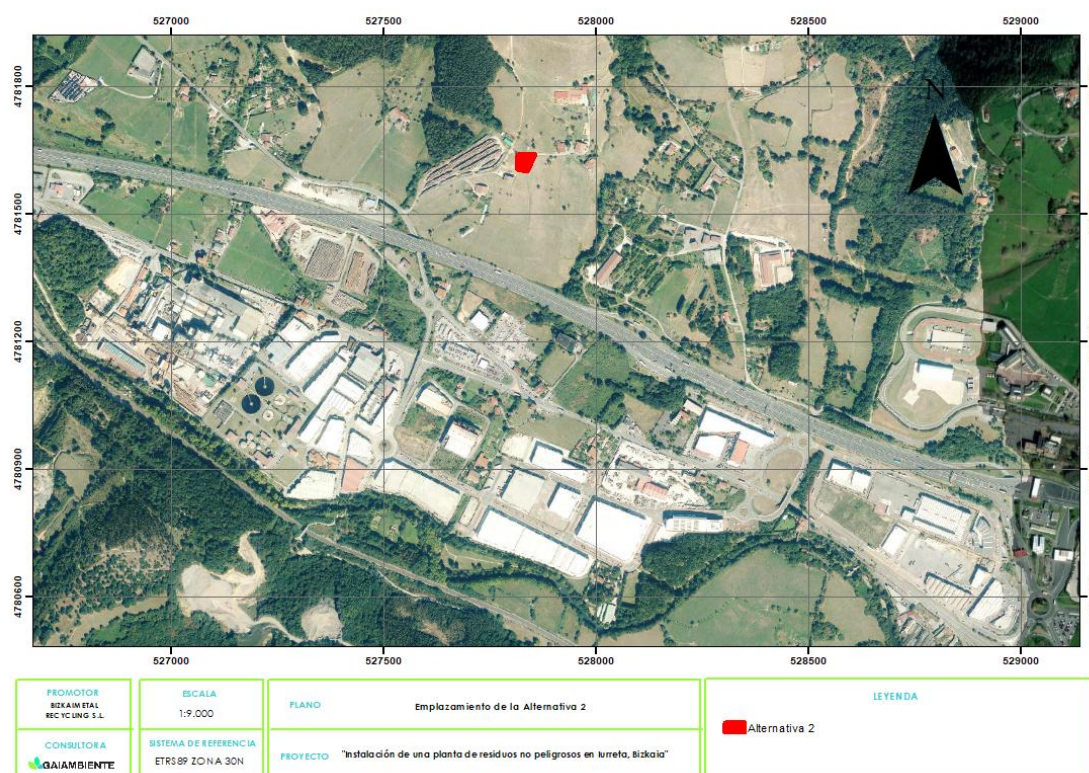 527000 527500 528000 528500 529000
4781800
4781500
4781200
4780900
4780600
N
527000 527500 528000 528500 529000
PROMOTOR
BIZKAIMETAL
RECYCLING S.L.
ESCALA
1:9.000
PLANO
Emplazamiento de la Alternativa 2
LEYENDA
Alternativa 2
CONSULTORA
GAIAMBIENTE
SISTEMA DE REFERENCIA
ETRS89 ZONA 30N
PROYECTO
"Instalación de una planta de residuos no peligrosos en Iurreta, Bizkaia"